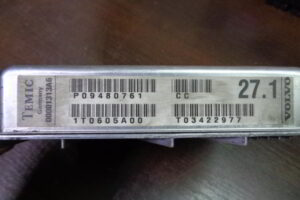 TEMIC
Germany
00001313A6
P09480761
CC
27.1
1T0605A00
T03422977
VOLVO